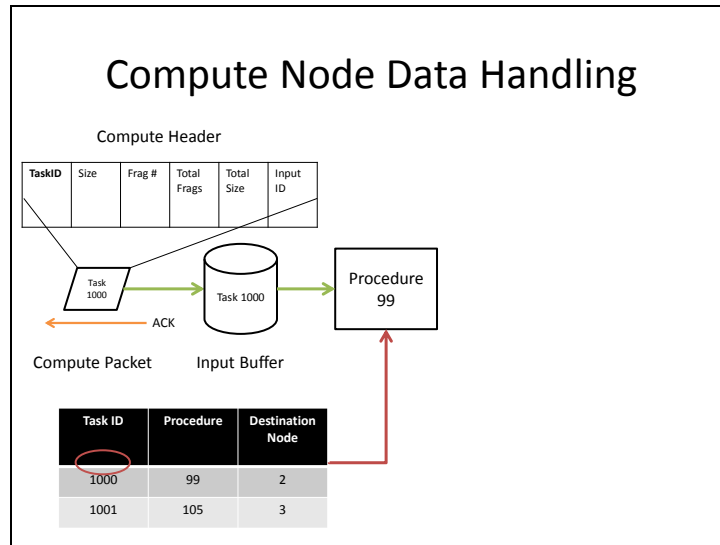 Compute Node Data Handling
Compute Header
TaskID Size Frag # Total Total Input
Frags Size ID
Task
1000
Task 1000
Procedure
99
ACK
Compute Packet Input Buffer
Task ID Procedure Destination
Node
1000 99 2
1001 105 3